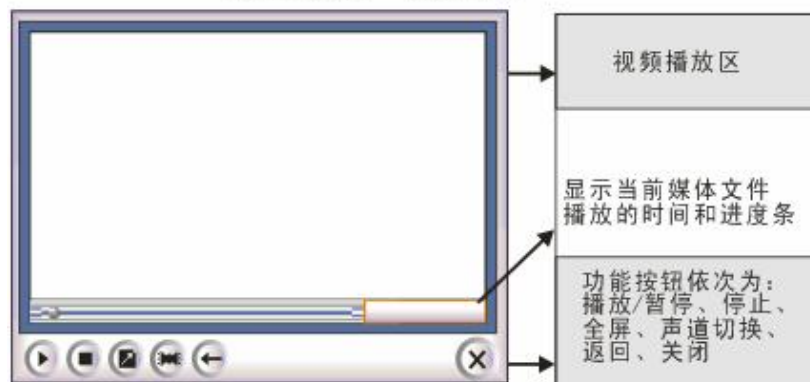 视频播放区
显示当前媒体文件
播放的时间和进度条
功能按钮依次为：
播放/暂停、停止、
全屏、声道切换、
返回、关闭